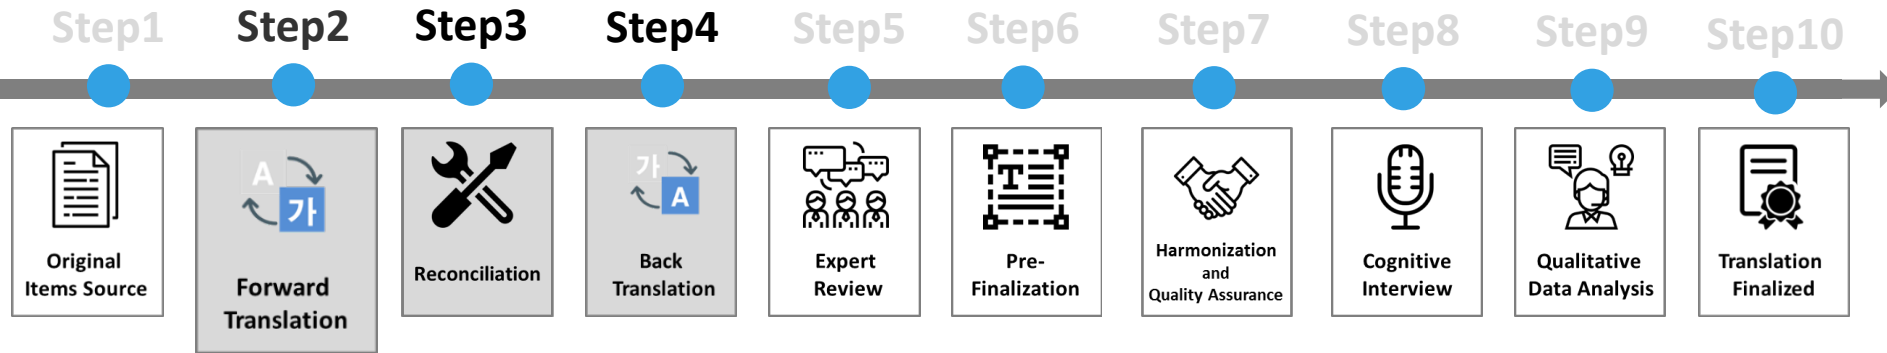 Step1
Step2
Step3
Step4
Step5
Step6
Step7
Step8
Step9
Step10
A
가
Original
Items Source
Forward
Translation
Reconciliation
가
A
Back
Translation
Expert
Review
T
Pre-
Finalization
Harmonization
and
Quality Assurance
Cognitive
Interview
Qualitative
Data Analysis
Translation
Finalized